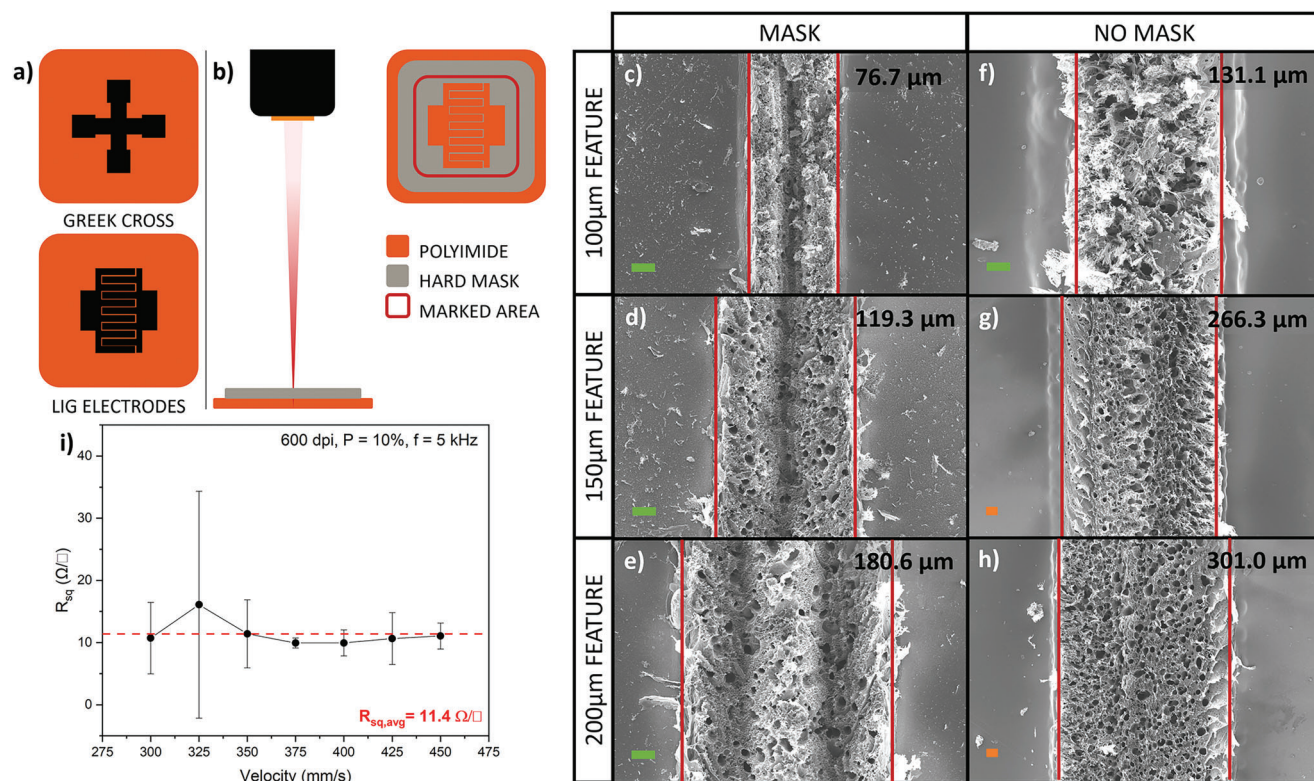 a)
GREEK CROSS
LIG ELECTRODES
b)
POLYIMIDE
HARD MASK
MARKED AREA
MASK
NO MASK
100µm FEATURE
c)
76.7 µm
f)
131.1 µm
150µm FEATURE
d)
119.3 µm
g)
266.3 µm
200µm FEATURE
e)
180.6 µm
h)
301.0 µm
i)
600 dpi, P = 10%, f = 5 kHz
Rsq (Ω/□)
40
30
20
10
0
Rsq,avg = 11.4 Ω/□
275 300 325 350 375 400 425 450 475
Velocity (mm/s)